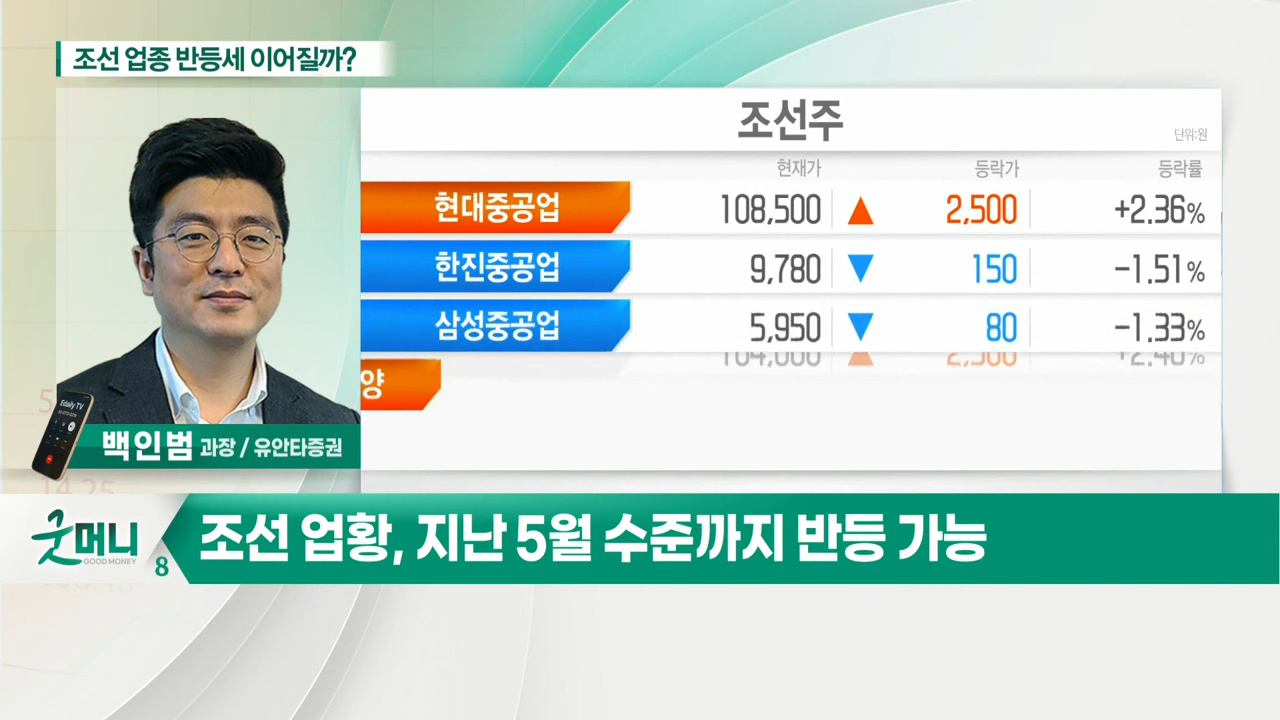 조선 업종 반등세 이어질까?
조선주
단위:원
현재가 등락가 등락률
현대중공업 108,500 ▲ 2,500 +2.36%
한진중공업 9,780 ▼ 150 -1.51%
삼성중공업 5,950 ▼ 80 -1.33%
양
Edaily TV
백인범 과장 / 유안타증권
굿머니
GOOD MONEY
8
조선 업황, 지난 5월 수준까지 반등 가능